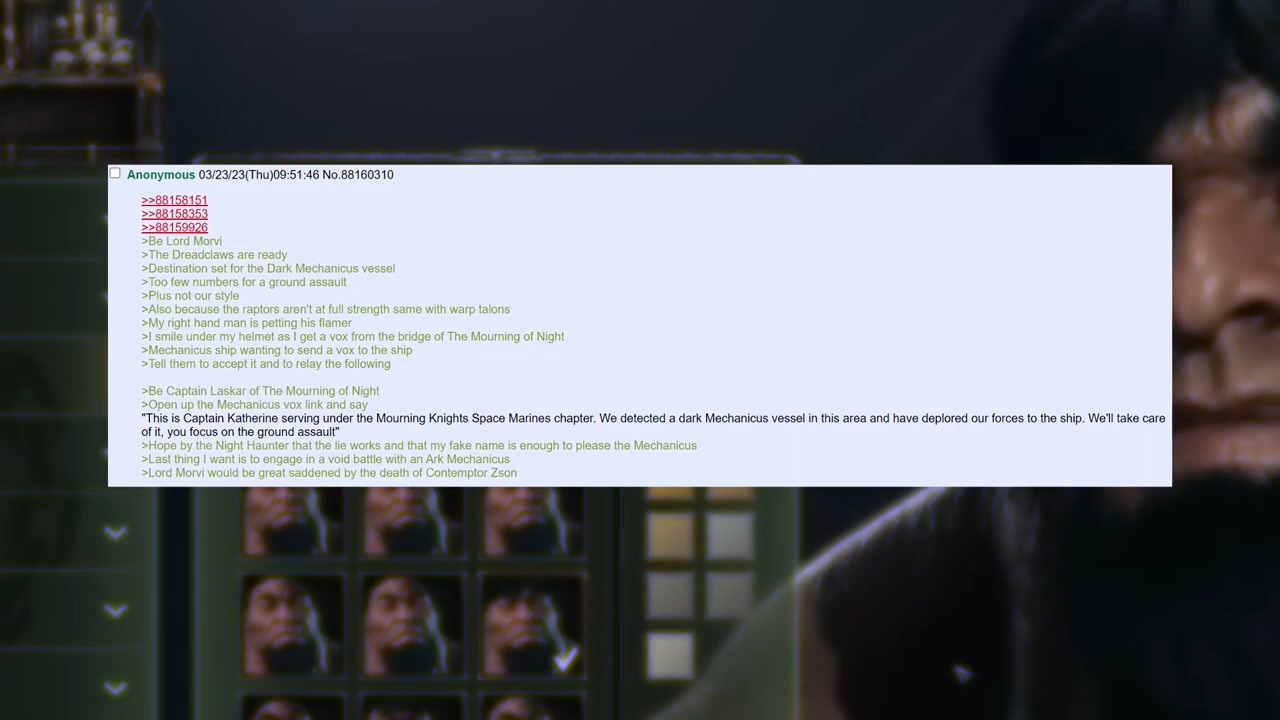 Anonymous 03/23/23(Thu)09:51:46 No.88160310
>>88158151
>>88158353
>>88159926
>Be Lord Morvi
>The Dreadclaws are ready
>Destination set for the Dark Mechanicus vessel
>Too few numbers for a ground assault
>Plus not our style
>Also because the raptors aren't at full strength same with warp talons
>My right hand man is petting his flamer
>I smile under my helmet as I get a vox from the bridge of The Mourning of Night
>Mechanicus ship wanting to send a vox to the ship
>Tell them to accept it and to relay the following
>Be Captain Laskar of The Mourning of Night
>Open up the Mechanicus vox link and say
"This is Captain Katherine serving under the Mourning Knights Space Marines chapter. We detected a dark Mechanicus vessel in this area and have deplored our forces to the ship. We'll take care
of it, you focus on the ground assault"
>Hope by the Night Haunter that the lie works and that my fake name is enough to please the Mechanicus
>Last thing I want is to engage in a void battle with an Ark Mechanicus
>Lord Morvi would be great saddened by the death of Contemptor Zson